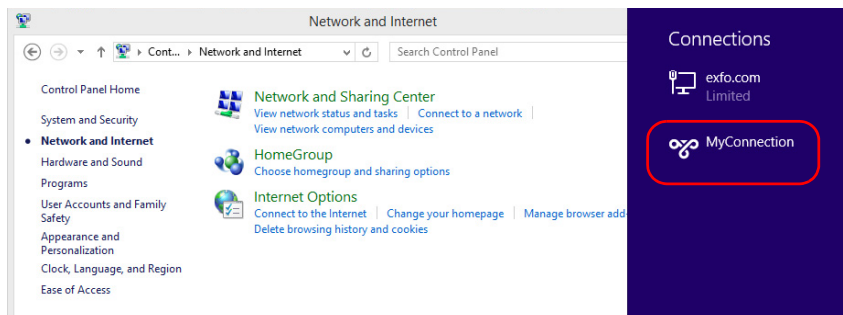 Network and Internet
Cont... Network and Internet
Search Control Panel
Control Panel Home
System and Security
Network and Internet
Hardware and Sound
Programs
User Accounts and Family
Safety
Appearance and
Personalization
Clock, Language, and Region
Ease of Access
Network and Sharing Center
View network status and tasks
Connect to a network
View network computers and devices
HomeGroup
Choose homegroup and sharing options
Internet Options
Connect to the Internet
Change your homepage
Manage browser add-
Delete browsing history and cookies
Connections
exfo.com
Limited
MyConnection